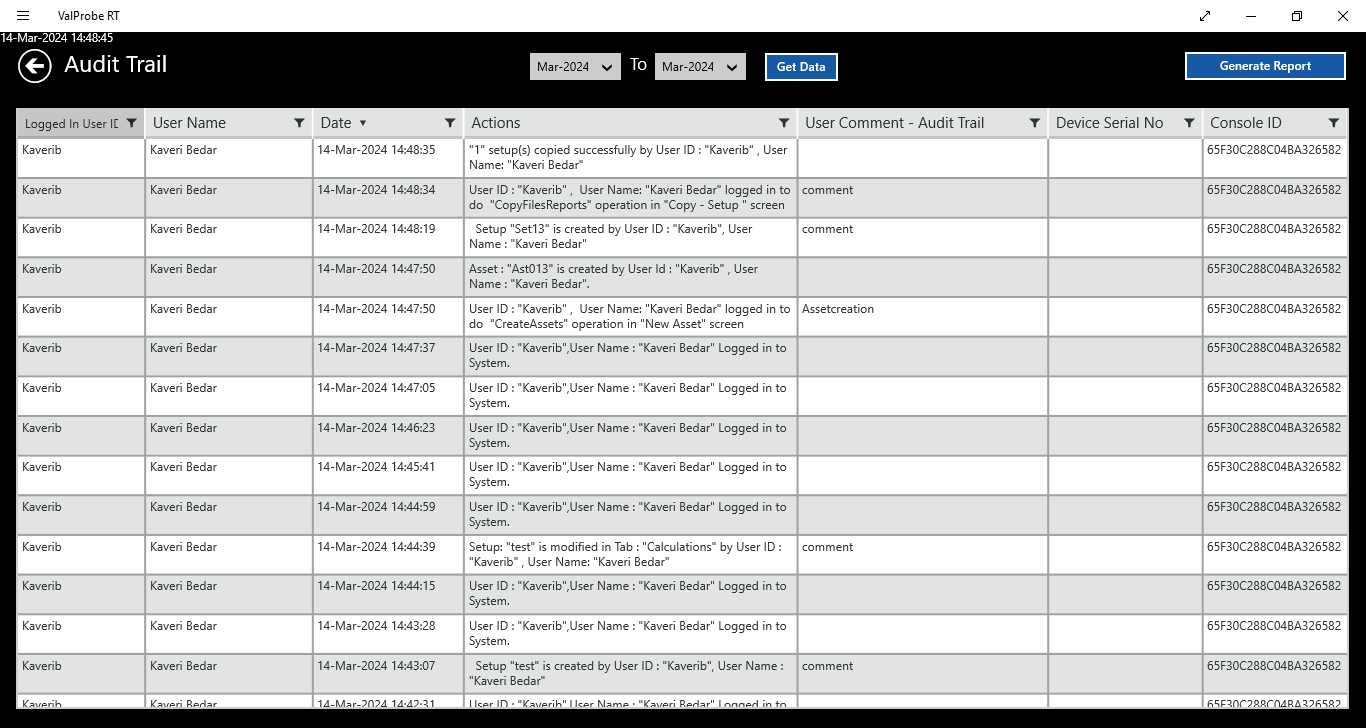 ValProbe RT
14-Mar-2024 14:48:45
Audit Trail
Mar-2024 To Mar-2024 Get Data
Generate Report
Logged In User ID User Name Date Actions User Comment - Audit Trail Device Serial No Console ID
Kaverib Kaveri Bedar 14-Mar-2024 14:48:35 "1" setup(s) copied successfully by User ID : "Kaverib" , User 65F30C288C04BA326582
Name: "Kaveri Bedar"
Kaverib Kaveri Bedar 14-Mar-2024 14:48:34 User ID : "Kaverib" , User Name: "Kaveri Bedar" logged in to comment 65F30C288C04BA326582
do "CopyFilesReports" operation in "Copy - Setup " screen
Kaverib Kaveri Bedar 14-Mar-2024 14:48:19 Setup "Set13" is created by User ID : "Kaverib", User comment 65F30C288C04BA326582
Name : "Kaveri Bedar"
Kaverib Kaveri Bedar 14-Mar-2024 14:47:50 Asset : "Ast013" is created by User Id : "Kaverib" , User 65F30C288C04BA326582
Name : "Kaveri Bedar".
Kaverib Kaveri Bedar 14-Mar-2024 14:47:50 User ID : "Kaverib" , User Name: "Kaveri Bedar" logged in to Assetcreation 65F30C288C04BA326582
do "CreateAssets" operation in "New Asset" screen
Kaverib Kaveri Bedar 14-Mar-2024 14:47:37 User ID : "Kaverib",User Name : "Kaveri Bedar" Logged in to 65F30C288C04BA326582
System.
Kaverib Kaveri Bedar 14-Mar-2024 14:47:05 User ID : "Kaverib",User Name : "Kaveri Bedar" Logged in to 65F30C288C04BA326582
System.
Kaverib Kaveri Bedar 14-Mar-2024 14:46:23 User ID : "Kaverib",User Name : "Kaveri Bedar" Logged in to 65F30C288C04BA326582
System.
Kaverib Kaveri Bedar 14-Mar-2024 14:45:41 User ID : "Kaverib",User Name : "Kaveri Bedar" Logged in to 65F30C288C04BA326582
System.
Kaverib Kaveri Bedar 14-Mar-2024 14:44:59 User ID : "Kaverib",User Name : "Kaveri Bedar" Logged in to 65F30C288C04BA326582
System.
Kaverib Kaveri Bedar 14-Mar-2024 14:44:39 Setup: "test" is modified in Tab : "Calculations" by User ID : comment 65F30C288C04BA326582
"Kaverib" , User Name: "Kaveri Bedar"
Kaverib Kaveri Bedar 14-Mar-2024 14:44:15 User ID : "Kaverib",User Name : "Kaveri Bedar" Logged in to 65F30C288C04BA326582
System.
Kaverib Kaveri Bedar 14-Mar-2024 14:43:28 User ID : "Kaverib",User Name : "Kaveri Bedar" Logged in to 65F30C288C04BA326582
System.
Kaverib Kaveri Bedar 14-Mar-2024 14:43:07 Setup "test" is created by User ID : "Kaverib", User Name : comment 65F30C288C04BA326582
"Kaveri Bedar"
Kaverib Kaveri Bedar 14-Mar-2024 14:42:31 User ID : "Kaverib",User Name : "Kaveri Bedar" Logged in to 65F30C288C04BA326582